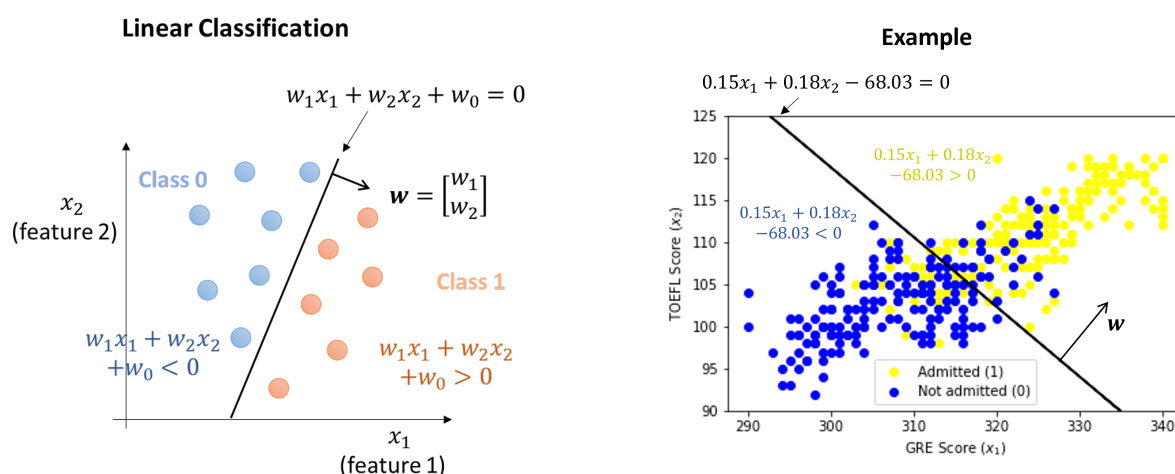 Linear Classification
w₁x₁ + w₂x₂ + w₀ = 0
Class 0
w = [w₁
w₂]
x₂
(feature 2)
Class 1
w₁x₁ + w₂x₂
+w₀ < 0
w₁x₁ + w₂x₂
+w₀ > 0
x₁
(feature 1)
Example
0.15x₁ + 0.18x₂ − 68.03 = 0
125
120
115
110
105
100
95
90
TOEFL Score (x₂)
0.15x₁ + 0.18x₂
−68.03 > 0
0.15x₁ + 0.18x₂
−68.03 < 0
w
Admitted (1)
Not admitted (0)
290 300 310 320 330 340
GRE Score (x₁)